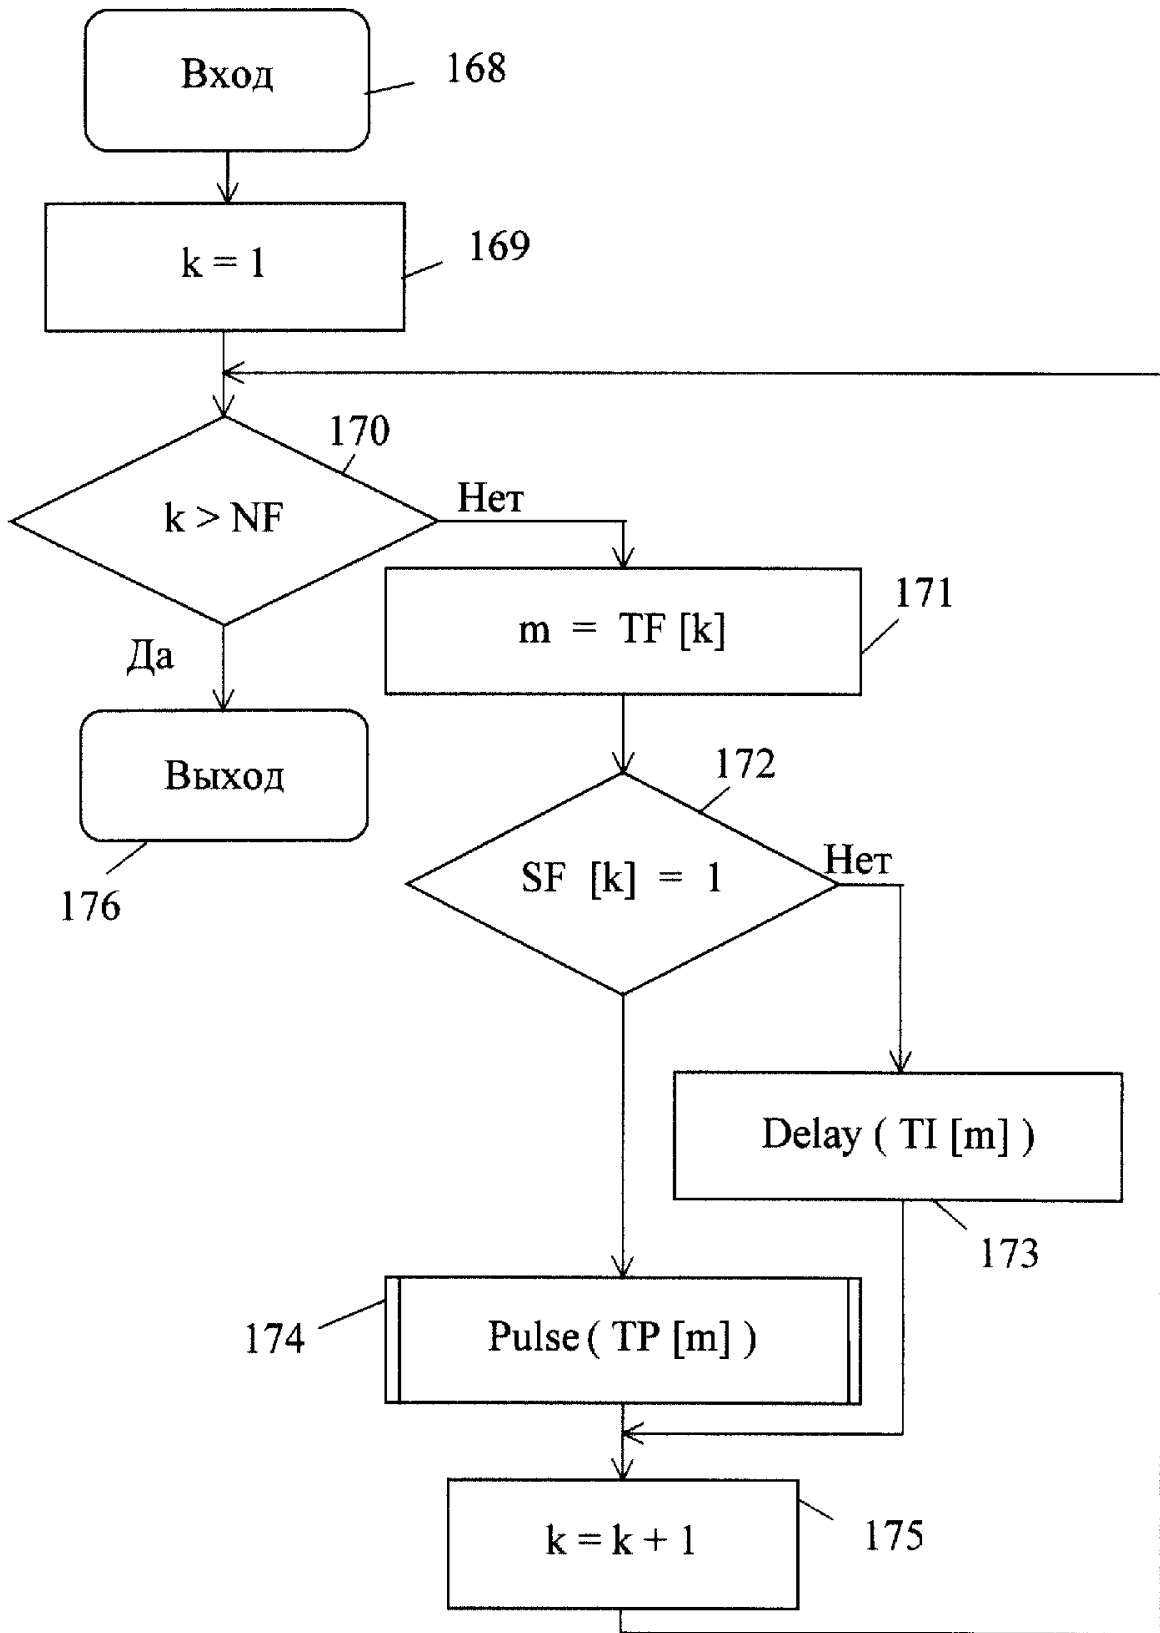 Вход
168
k = 1
169
170
k > NF
Нет
Да
m = TF [k]
171
Выход
176
172
SF [k] = 1
Нет
Delay ( TI [m] )
173
174
Pulse ( TP [m] )
k = k + 1
175